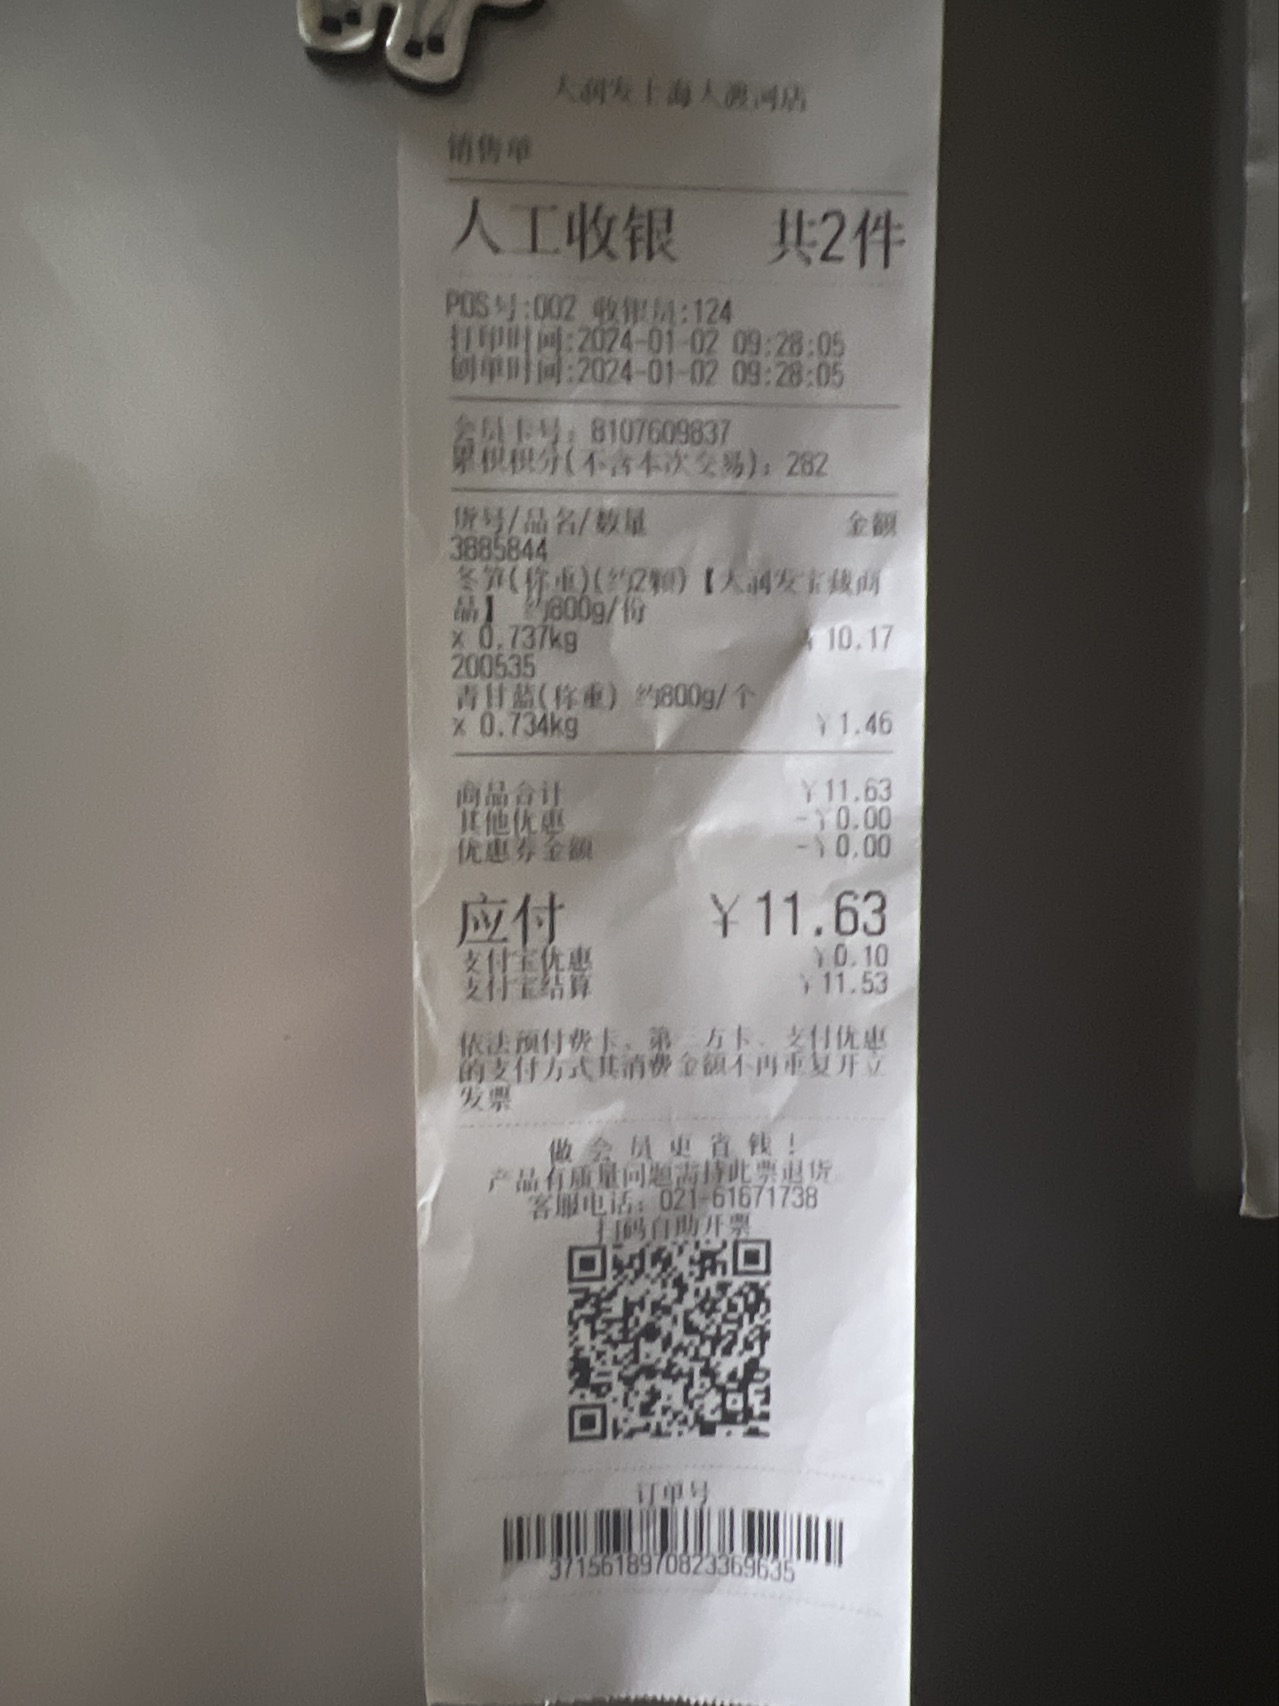 大润发上海大渡河店
销售单
人工收银 共2件
POS号:002 收银员:124
打印时间:2024-01-02 09:28:05
创单时间:2024-01-02 09:28:05
会员卡号: 8107609837
累积积分(不含本次交易): 282
货号/品名/数量 金额
3885844
冬笋(称重)(约2颗)【大润发宝藏商
品】 约800g/份
x 0.737kg ¥10.17
200535
青甘蓝(称重) 约800g/个
x 0.734kg ¥1.46
商品合计 ¥11.63
其他优惠 -¥0.00
优惠券金额 -¥0.00
应付 ¥11.63
支付宝优惠 ¥0.10
支付宝结算 ¥11.53
依法预付费卡、第三方卡、支付优惠
的支付方式其消费金额不再重复开立
发票
做会员更省钱!
产品有质量问题需持此票退货
客服电话: 021-61671738
扫码自助开票
订单号
3715618970823369635